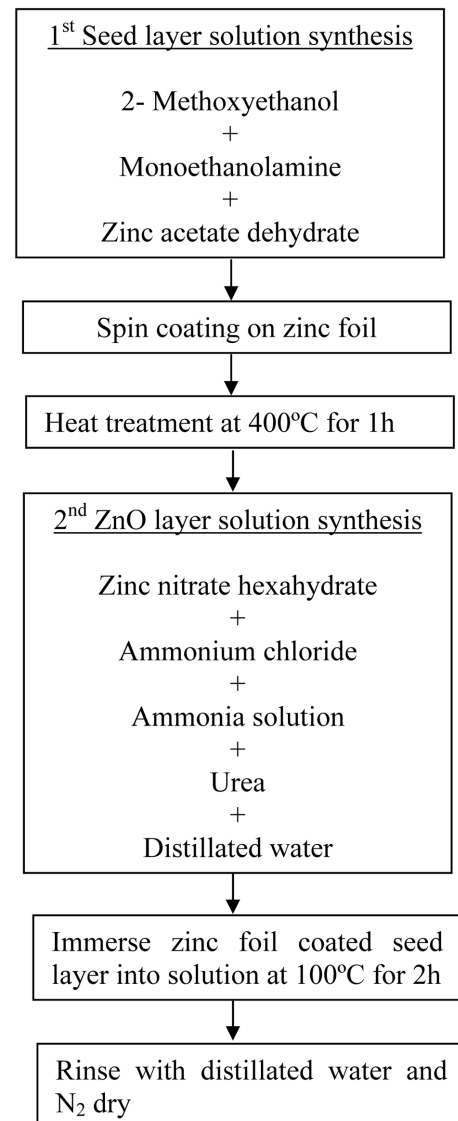 1st Seed layer solution synthesis
2- Methoxyethanol
+
Monoethanolamine
+
Zinc acetate dehydrate
Spin coating on zinc foil
Heat treatment at 400ºC for 1h
2nd ZnO layer solution synthesis
Zinc nitrate hexahydrate
+
Ammonium chloride
+
Ammonia solution
+
Urea
+
Distillated water
Immerse zinc foil coated seed
layer into solution at 100ºC for 2h
Rinse with distillated water and
N2 dry